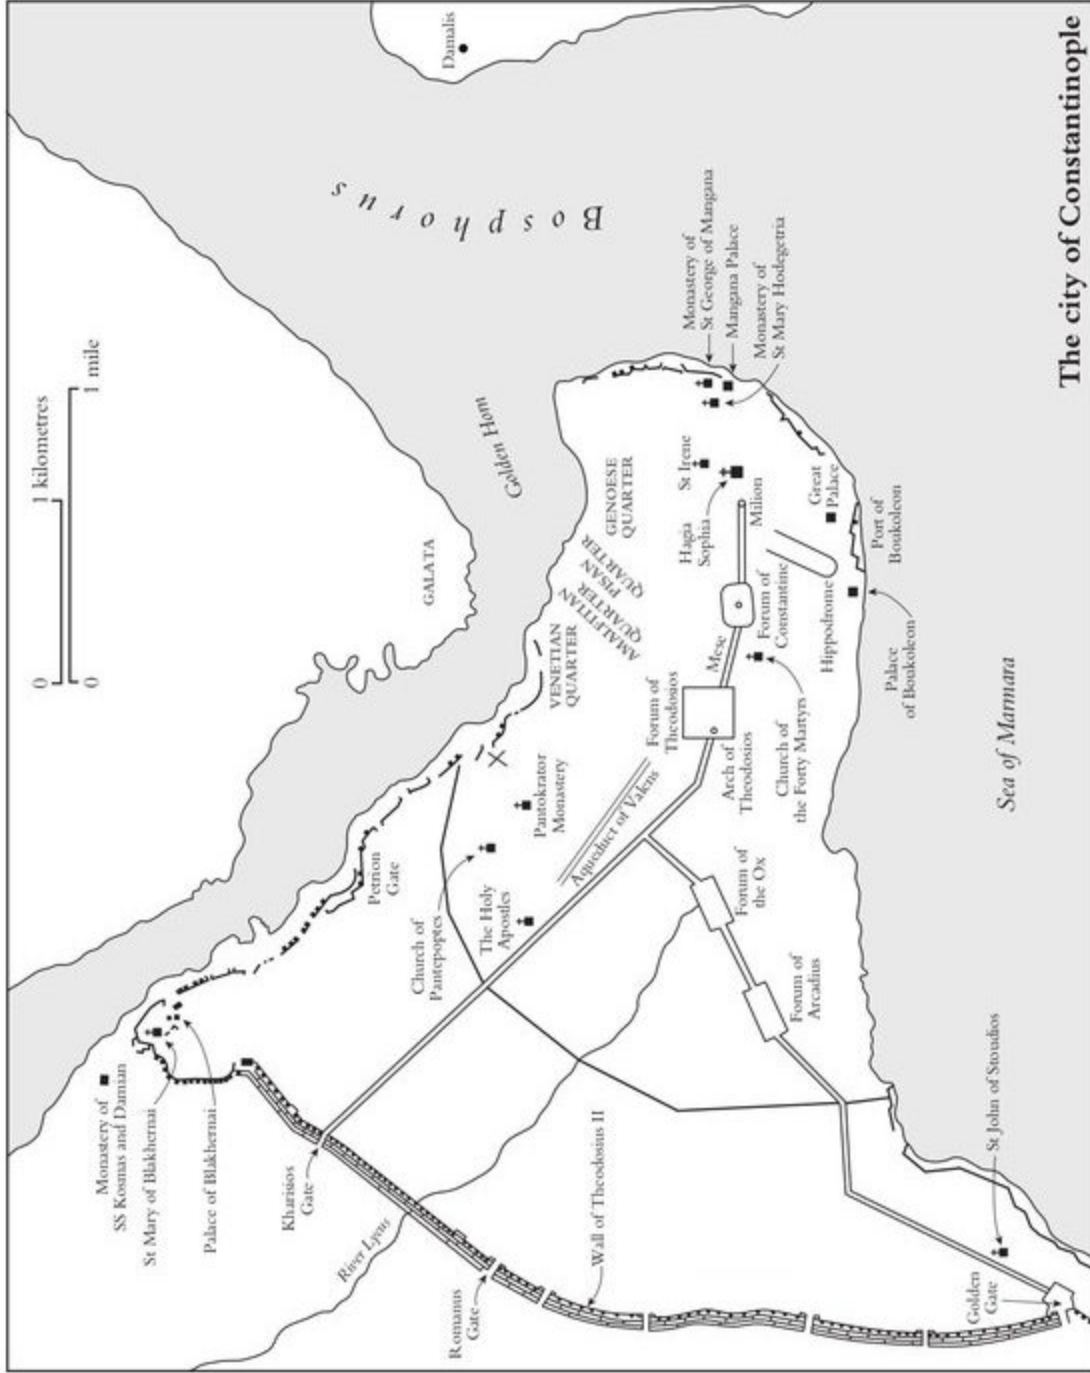 The city of Constantinople
0
1 kilometres
0
1 mile
Damalis
Bosphorus
Golden Horn
GALATA
Monastery of
SS Kosmas and Damian
St Mary of Blakhernai
Palace of Blakhernai
Kharisios
Gate
River Lycus
Romanus
Gate
Wall of Theodosius II
Golden
Gate
St John of Stoudios
Petrion
Gate
Church of
Pantepoptes
The Holy
Apostles
Pantokrator
Monastery
Aqueduct of Valens
VENETIAN
QUARTER
AMALFITIAN
QUARTER
PISAN
QUARTER
GENOESE
QUARTER
Forum of
Theodosios
Mese
Arch of
Theodosios
Church of
the Forty Martyrs
Forum of
Constantine
Milion
Hagia
Sophia
St Irene
Monastery of
St George of Mangana
Mangana Palace
Monastery of
St Mary Hodegetria
Great
Palace
Hippodrome
Port of
Boukoleon
Palace
of Boukoleon
Forum of
the Ox
Forum of
Arcadius
Sea of Marmara